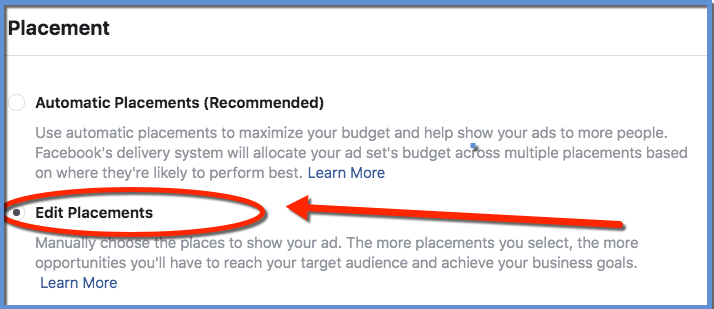 Placement
Automatic Placements (Recommended)
Use automatic placements to maximize your budget and help show your ads to more people.
Facebook's delivery system will allocate your ad set's budget across multiple placements based
on where they're likely to perform best. Learn More
Edit Placements
Manually choose the places to show your ad. The more placements you select, the more
opportunities you'll have to reach your target audience and achieve your business goals.
Learn More